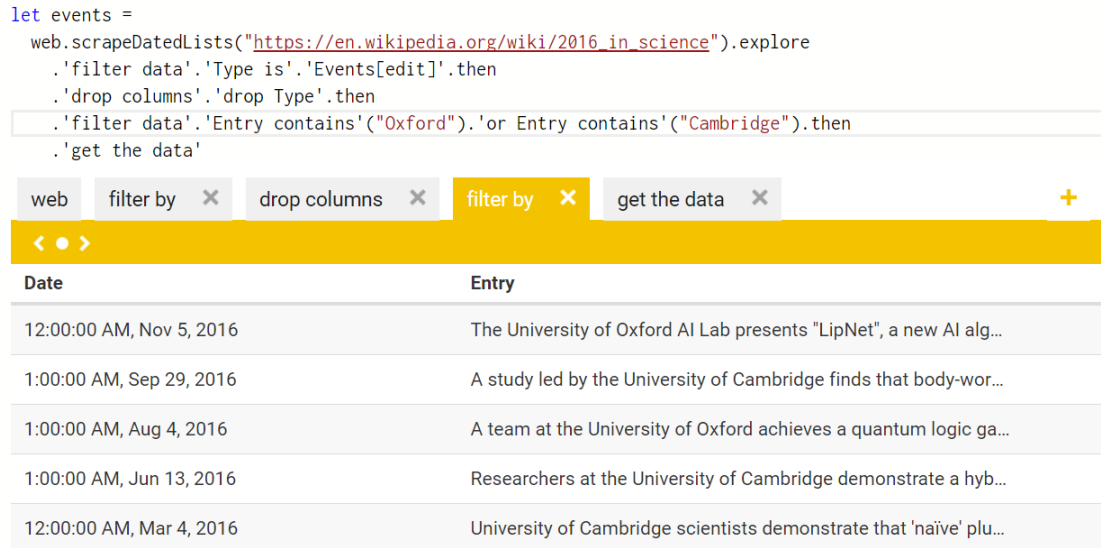 let events =
web.scrapeDatedLists("https://en.wikipedia.org/wiki/2016_in_science").explore
.'filter data'.'Type is'.'Events[edit]'.then
.'drop columns'.'drop Type'.then
.'filter data'.'Entry contains'("Oxford").'or Entry contains'("Cambridge").then
.'get the data'
web filter by × drop columns × filter by × get the data × +
Date Entry
12:00:00 AM, Nov 5, 2016 The University of Oxford AI Lab presents "LipNet", a new AI alg…
1:00:00 AM, Sep 29, 2016 A study led by the University of Cambridge finds that body-wor…
1:00:00 AM, Aug 4, 2016 A team at the University of Oxford achieves a quantum logic ga…
1:00:00 AM, Jun 13, 2016 Researchers at the University of Cambridge demonstrate a hyb…
12:00:00 AM, Mar 4, 2016 University of Cambridge scientists demonstrate that 'naïve' plu…